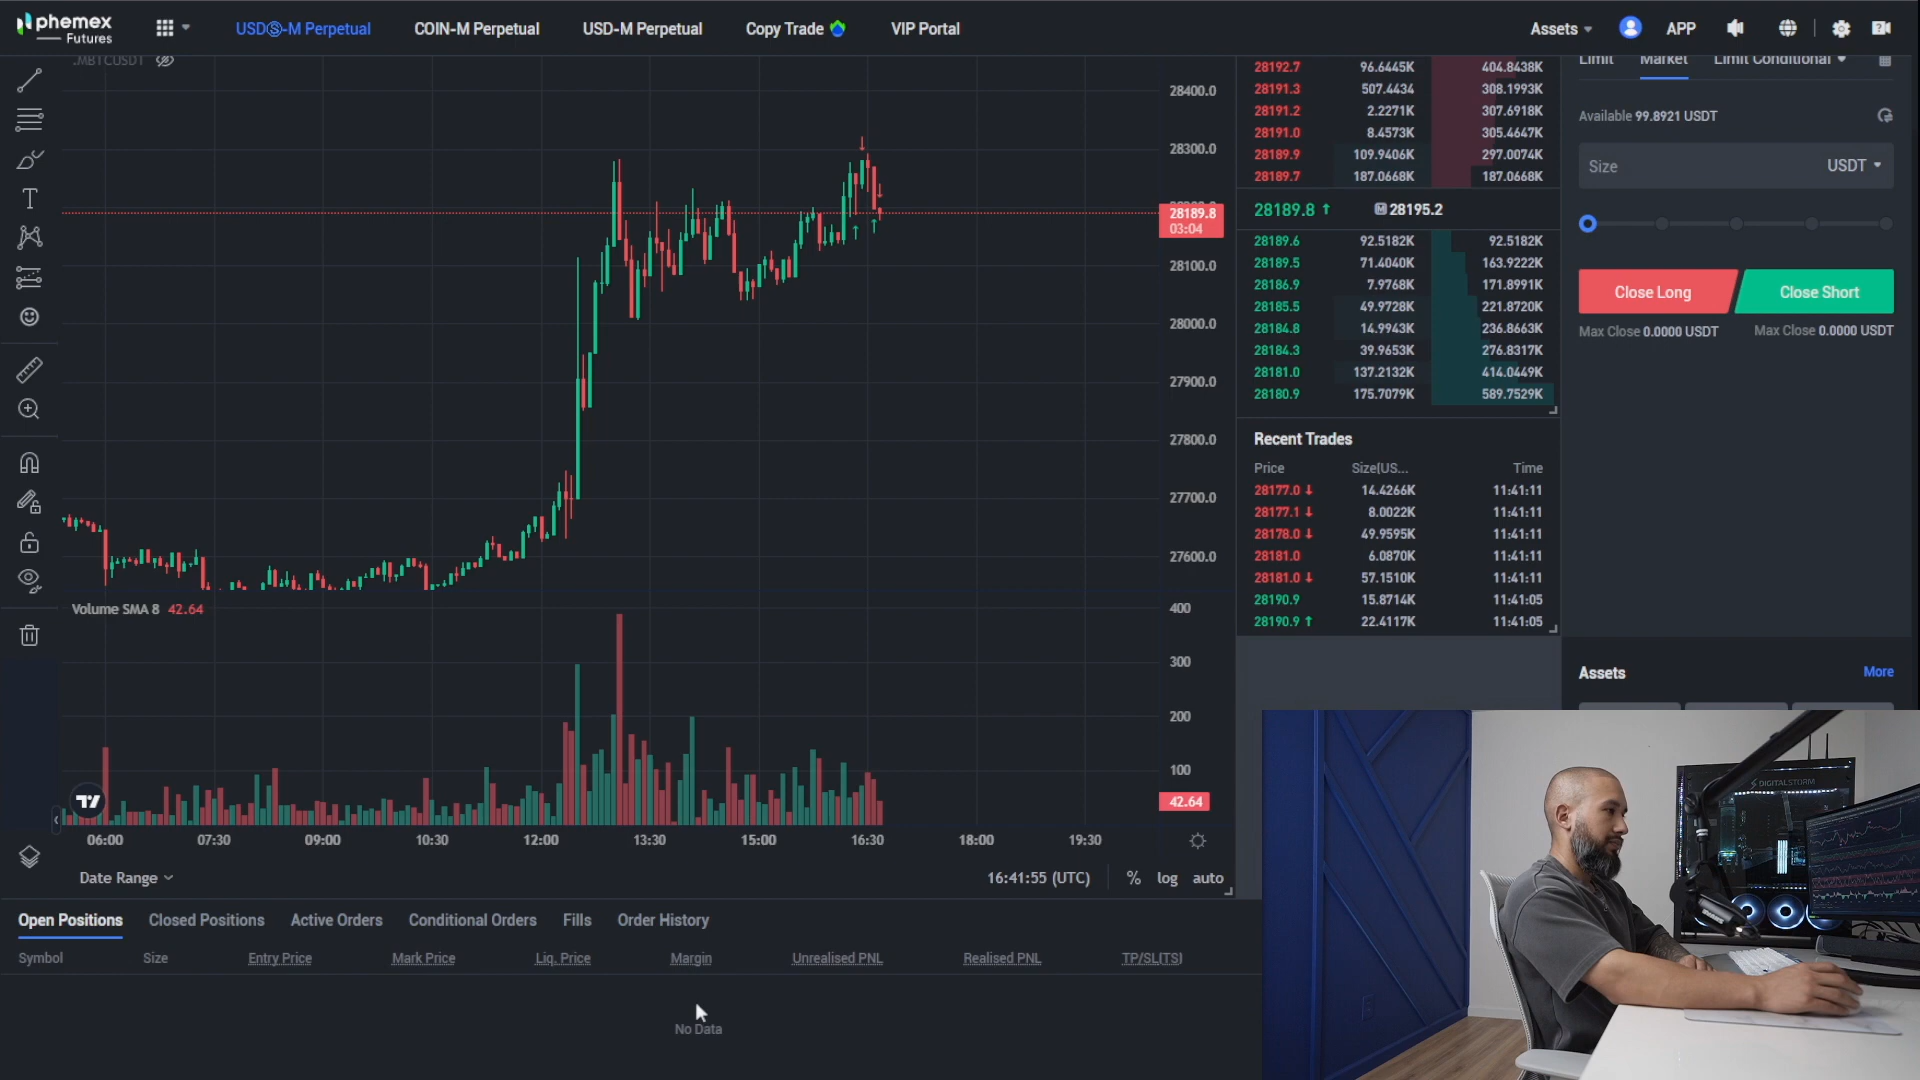 phemex
Futures
USDⓈ-M Perpetual
COIN-M Perpetual
USD-M Perpetual
Copy Trade
VIP Portal
Assets
APP
.MBTCUSDT
28400.0
28300.0
28189.8
03:04
28100.0
28000.0
27900.0
27800.0
27700.0
27600.0
Volume SMA 8 42.64
400
300
200
100
42.64
06:00 07:30 09:00 10:30 12:00 13:30 15:00 16:30 18:00 19:30
Date Range
16:41:55 (UTC) % log auto
28192.7 96.6445K 404.8438K
28191.3 507.4434 308.1993K
28191.2 2.2271K 307.6918K
28191.0 8.4573K 305.4647K
28189.9 109.9406K 297.0074K
28189.7 187.0668K 187.0668K
28189.8 ↑ M 28195.2
28189.6 92.5182K 92.5182K
28189.5 71.4040K 163.9222K
28186.9 7.9768K 171.8991K
28185.5 49.9728K 221.8720K
28184.8 14.9943K 236.8663K
28184.3 39.9653K 276.8317K
28181.0 137.2132K 414.0449K
28180.9 175.7079K 589.7529K
Recent Trades
Price Size(US... Time
28177.0 ↓ 14.4266K 11:41:11
28177.1 ↓ 8.0022K 11:41:11
28178.0 ↓ 49.9595K 11:41:11
28181.0 6.0870K 11:41:11
28181.0 ↓ 57.1510K 11:41:11
28190.9 15.8714K 11:41:05
28190.9 ↑ 22.4117K 11:41:05
Limit Market Limit Conditional
Available 99.8921 USDT
Size USDT
Close Long Close Short
Max Close 0.0000 USDT Max Close 0.0000 USDT
Assets More
Open Positions Closed Positions Active Orders Conditional Orders Fills Order History
Symbol Size Entry Price Mark Price Liq. Price Margin Unrealised PNL Realised PNL TP/SL(TS)
No Data
DIGITALSTORM